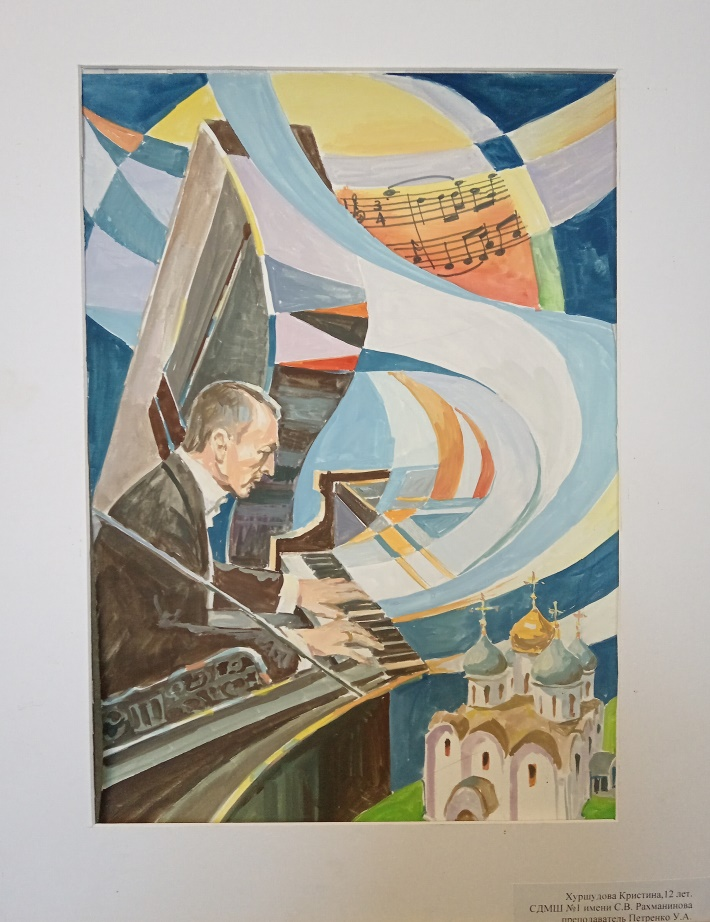 Хуршудова Кристина,12 лет.
СДМШ №1 имени С.В. Рахманинова
преподаватель Петренко У.А.